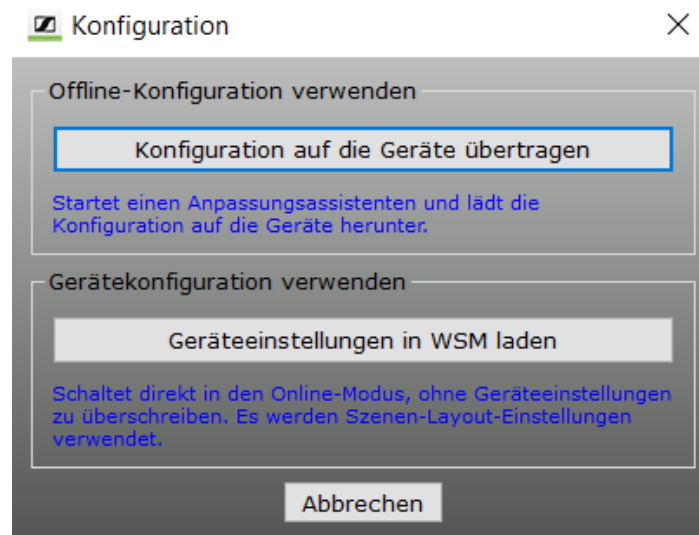 Konfiguration
Offline-Konfiguration verwenden
Konfiguration auf die Geräte übertragen
Startet einen Anpassungsassistenten und lädt die
Konfiguration auf die Geräte herunter.
Gerätekonfiguration verwenden
Geräteeinstellungen in WSM laden
Schaltet direkt in den Online-Modus, ohne Geräteeinstellungen
zu überschreiben. Es werden Szenen-Layout-Einstellungen
verwendet.
Abbrechen